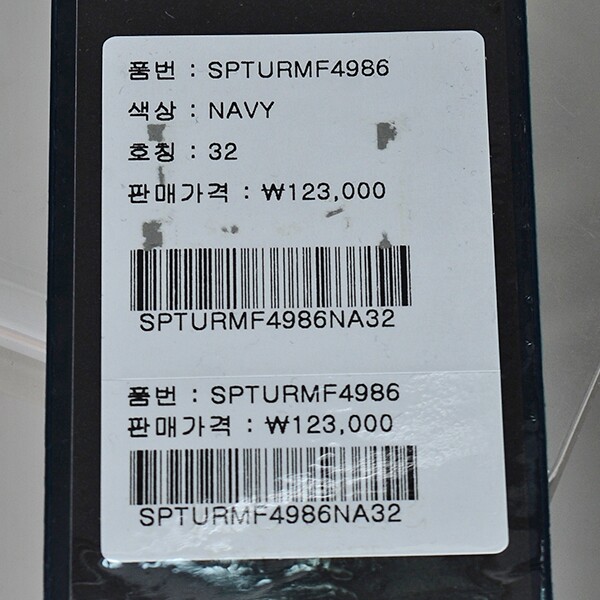 품번 : SPTURMF4986
색상 : NAVY
호칭 : 32
판매가격 : ₩123,000
SPTURMF4986NA32
품번 : SPTURMF4986
판매가격 : ₩123,000
SPTURMF4986NA32